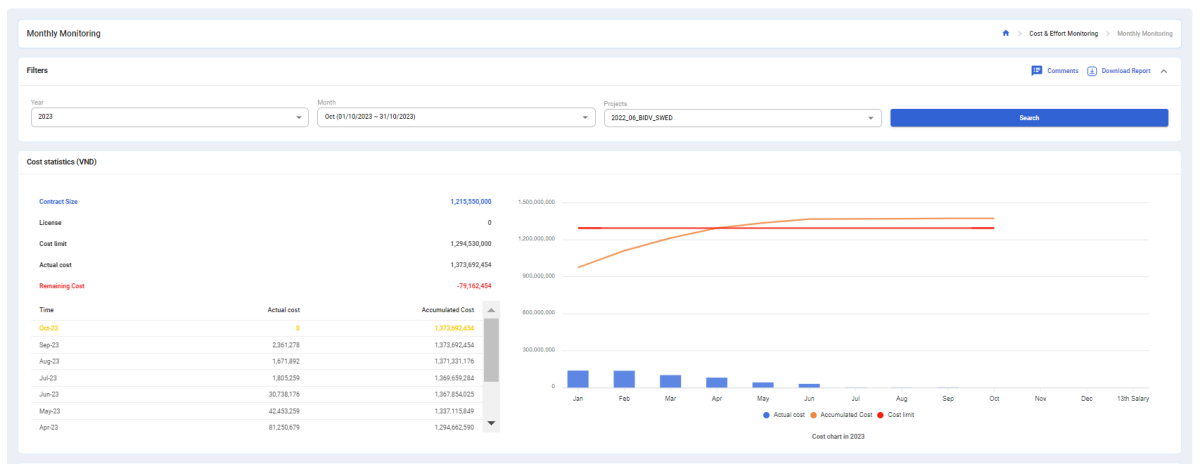 Monthly Monitoring
Cost & Effort Monitoring > Monthly Monitoring
Filters
Comments Download Report
Year
2023
Month
Oct (01/10/2023 ~ 31/10/2023)
Projects
2022_06_BIDV_SWED
Search
Cost statistics (VND)
Contract Size 1,215,550,000
License 0
Cost limit 1,294,530,000
Actual cost 1,373,692,454
Remaining Cost -79,162,454
Time Actual cost Accumulated Cost
Oct-23 0 1,373,692,454
Sep-23 2,361,278 1,373,692,454
Aug-23 1,671,892 1,371,331,176
Jul-23 1,805,259 1,369,659,284
Jun-23 30,738,176 1,367,854,025
May-23 42,453,259 1,337,115,849
Apr-23 81,250,679 1,294,662,590
1,500,000,000
1,200,000,000
900,000,000
600,000,000
300,000,000
0
Jan Feb Mar Apr May Jun Jul Aug Sep Oct Nov Dec 13th Salary
Actual cost Accumulated Cost Cost limit
Cost chart in 2023